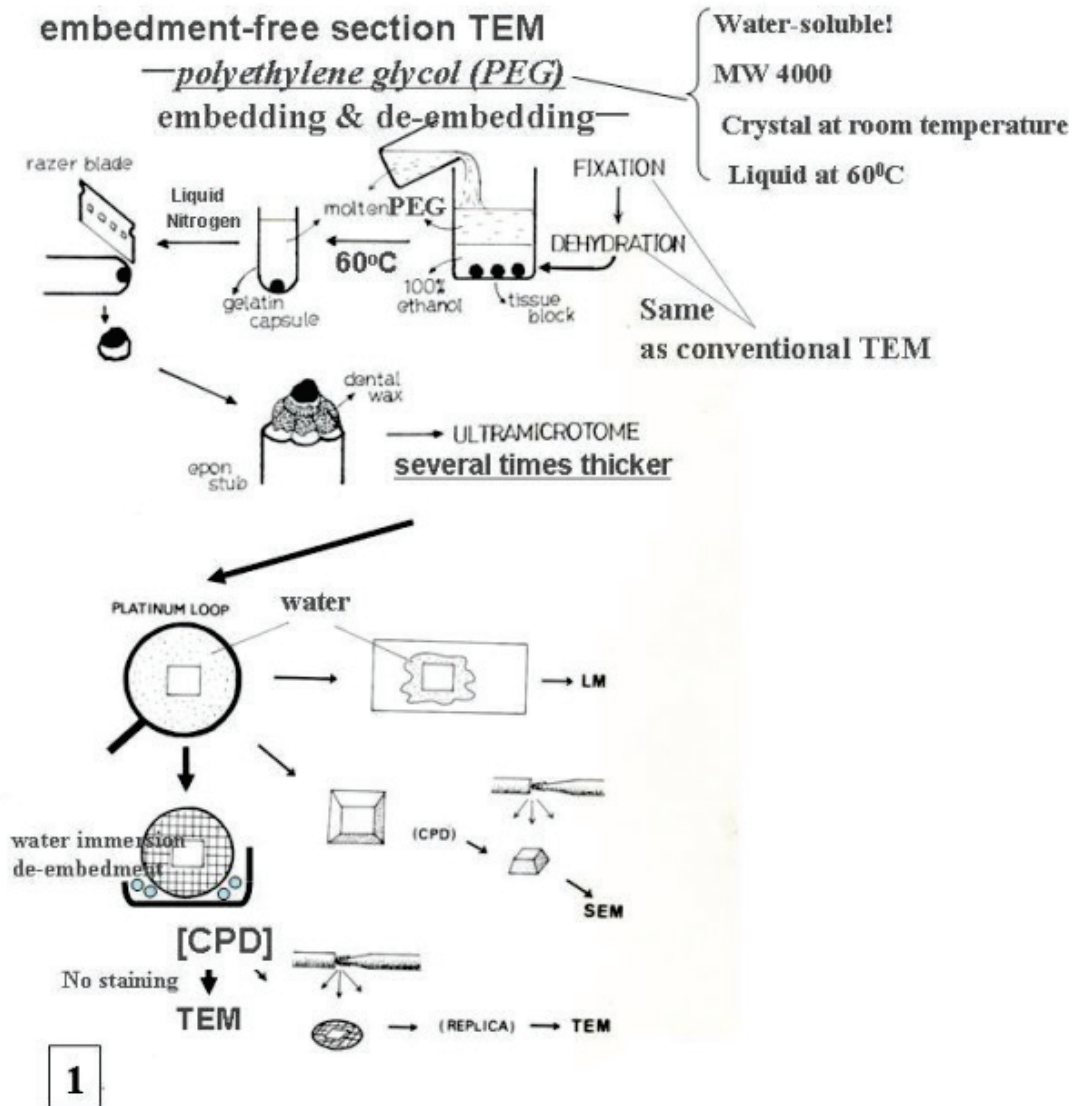 embedment-free section TEM
—polyethylene glycol (PEG)
embedding & de-embedding—
Water-soluble!
MW 4000
Crystal at room temperature
Liquid at 60⁰C
razer blade
Liquid
Nitrogen
molten PEG
60°C
gelatin
capsule
100%
ethanol
tissue
block
FIXATION
DEHYDRATION
Same
as conventional TEM
dental
wax
epon
stub
ULTRAMICROTOME
several times thicker
PLATINUM LOOP
water
LM
water immersion
de-embedment
(CPD)
SEM
[CPD]
No staining
TEM
(REPLICA)
TEM
1